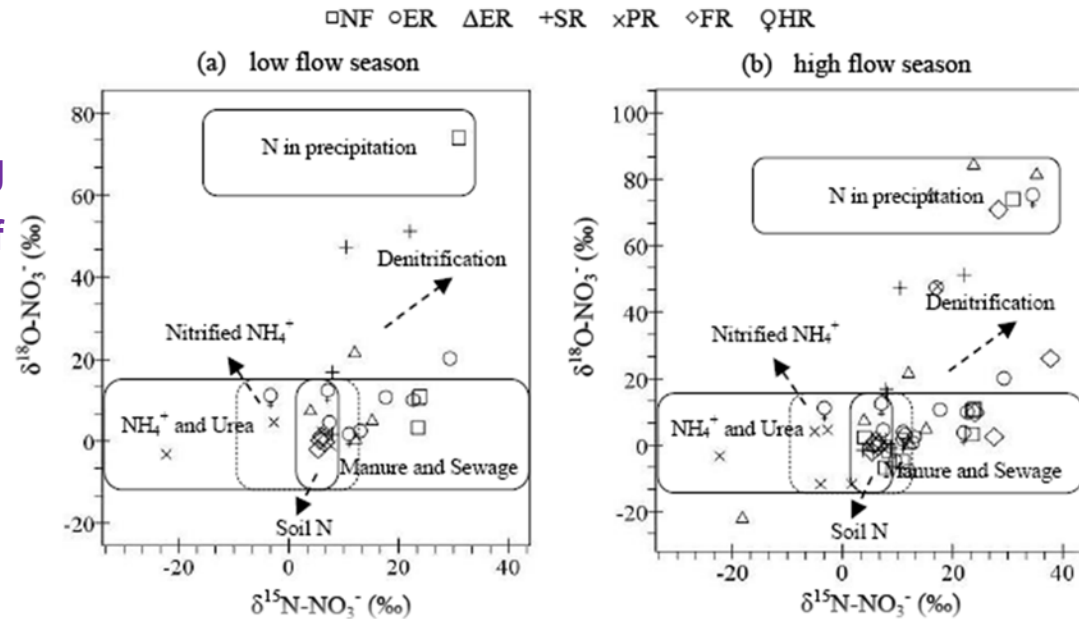 □NF ○ER △ER +SR ×PR ◇FR ♀HR
(a) low flow season
(b) high flow season
80
60
40
20
0
-20
δ¹⁸O-NO₃⁻ (‰)
N in precipitation
Denitrification
Nitrified NH₄⁺
NH₄⁺ and Urea
Manure and Sewage
Soil N
-20 0 20 40
δ¹⁵N-NO₃⁻ (‰)
100
80
60
40
20
0
-20
δ¹⁸O-NO₃⁻ (‰)
N in precipitation
Denitrification
Nitrified NH₄⁺
NH₄⁺ and Urea
Manure and Sewage
Soil N
-20 0 20 40
δ¹⁵N-NO₃⁻ (‰)